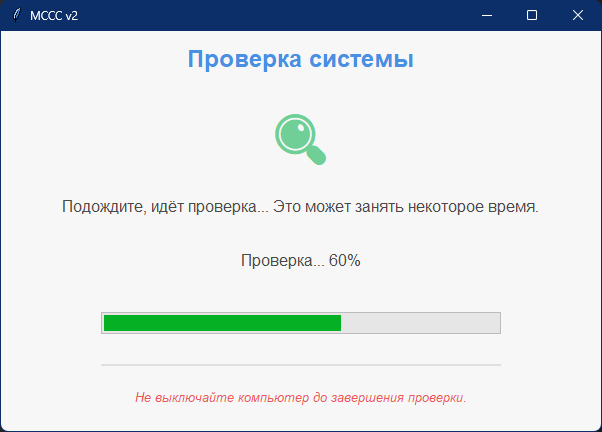 MCCC v2
Проверка системы
Подождите, идёт проверка... Это может занять некоторое время.
Проверка... 60%
Не выключайте компьютер до завершения проверки.